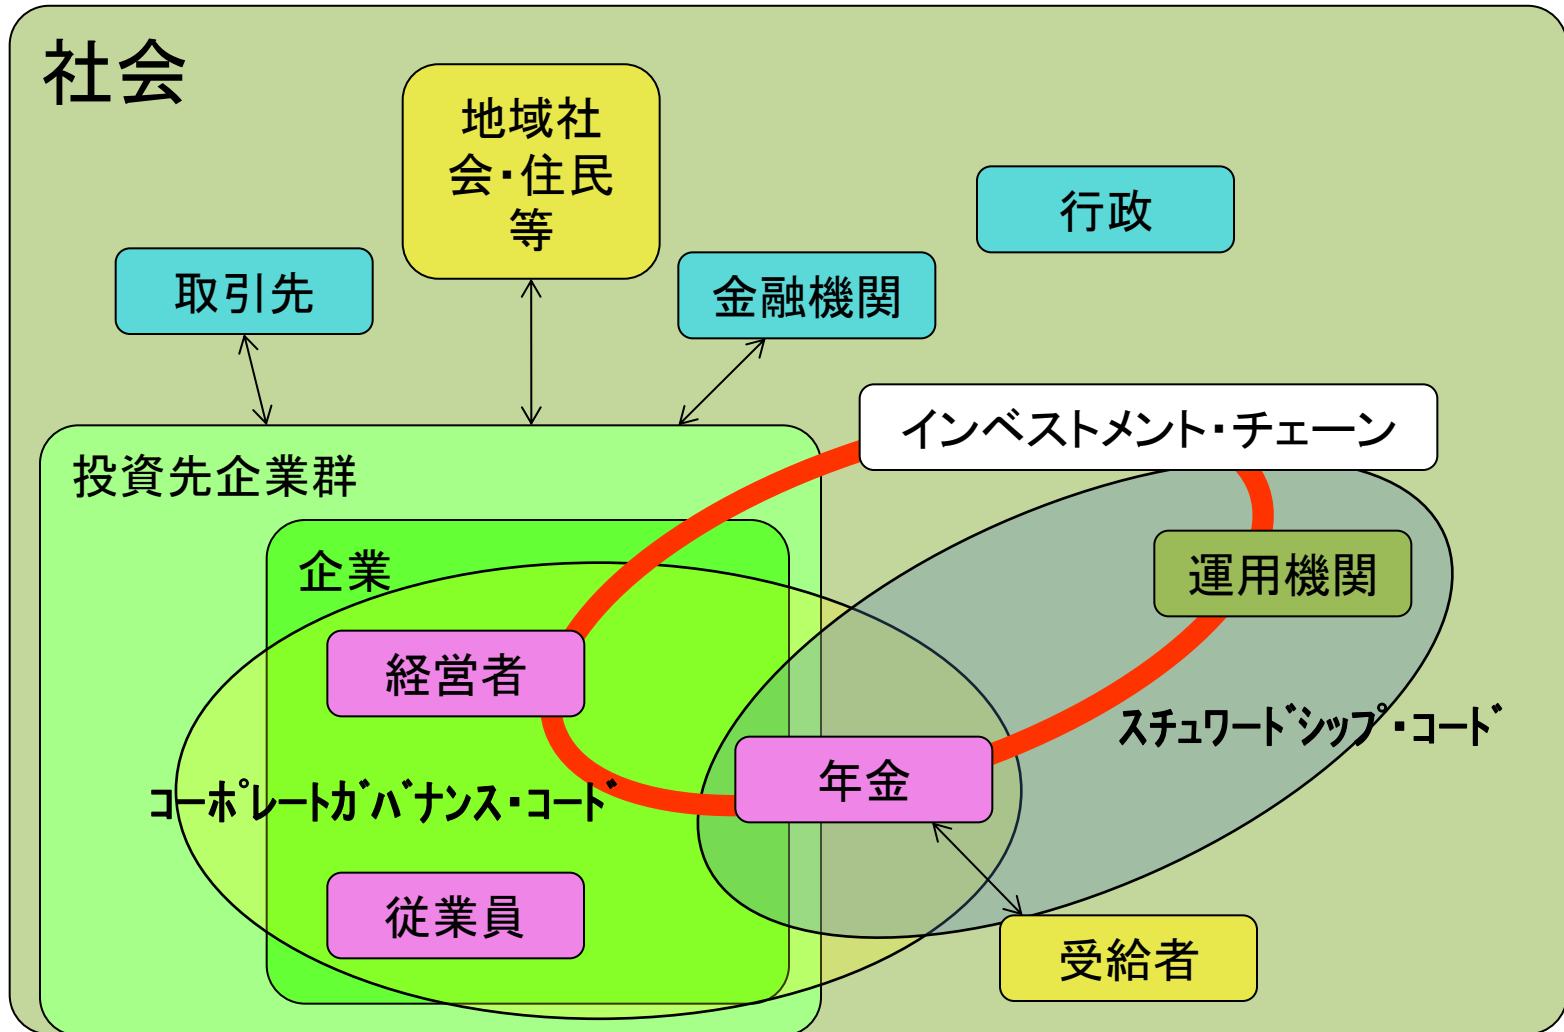 社会
地域社
会・住民
等
行政
取引先
金融機関
インベストメント・チェーン
投資先企業群
企業
運用機関
経営者
スチュワードシップ・コード
年金
コーポレートガバナンス・コード
従業員
受給者